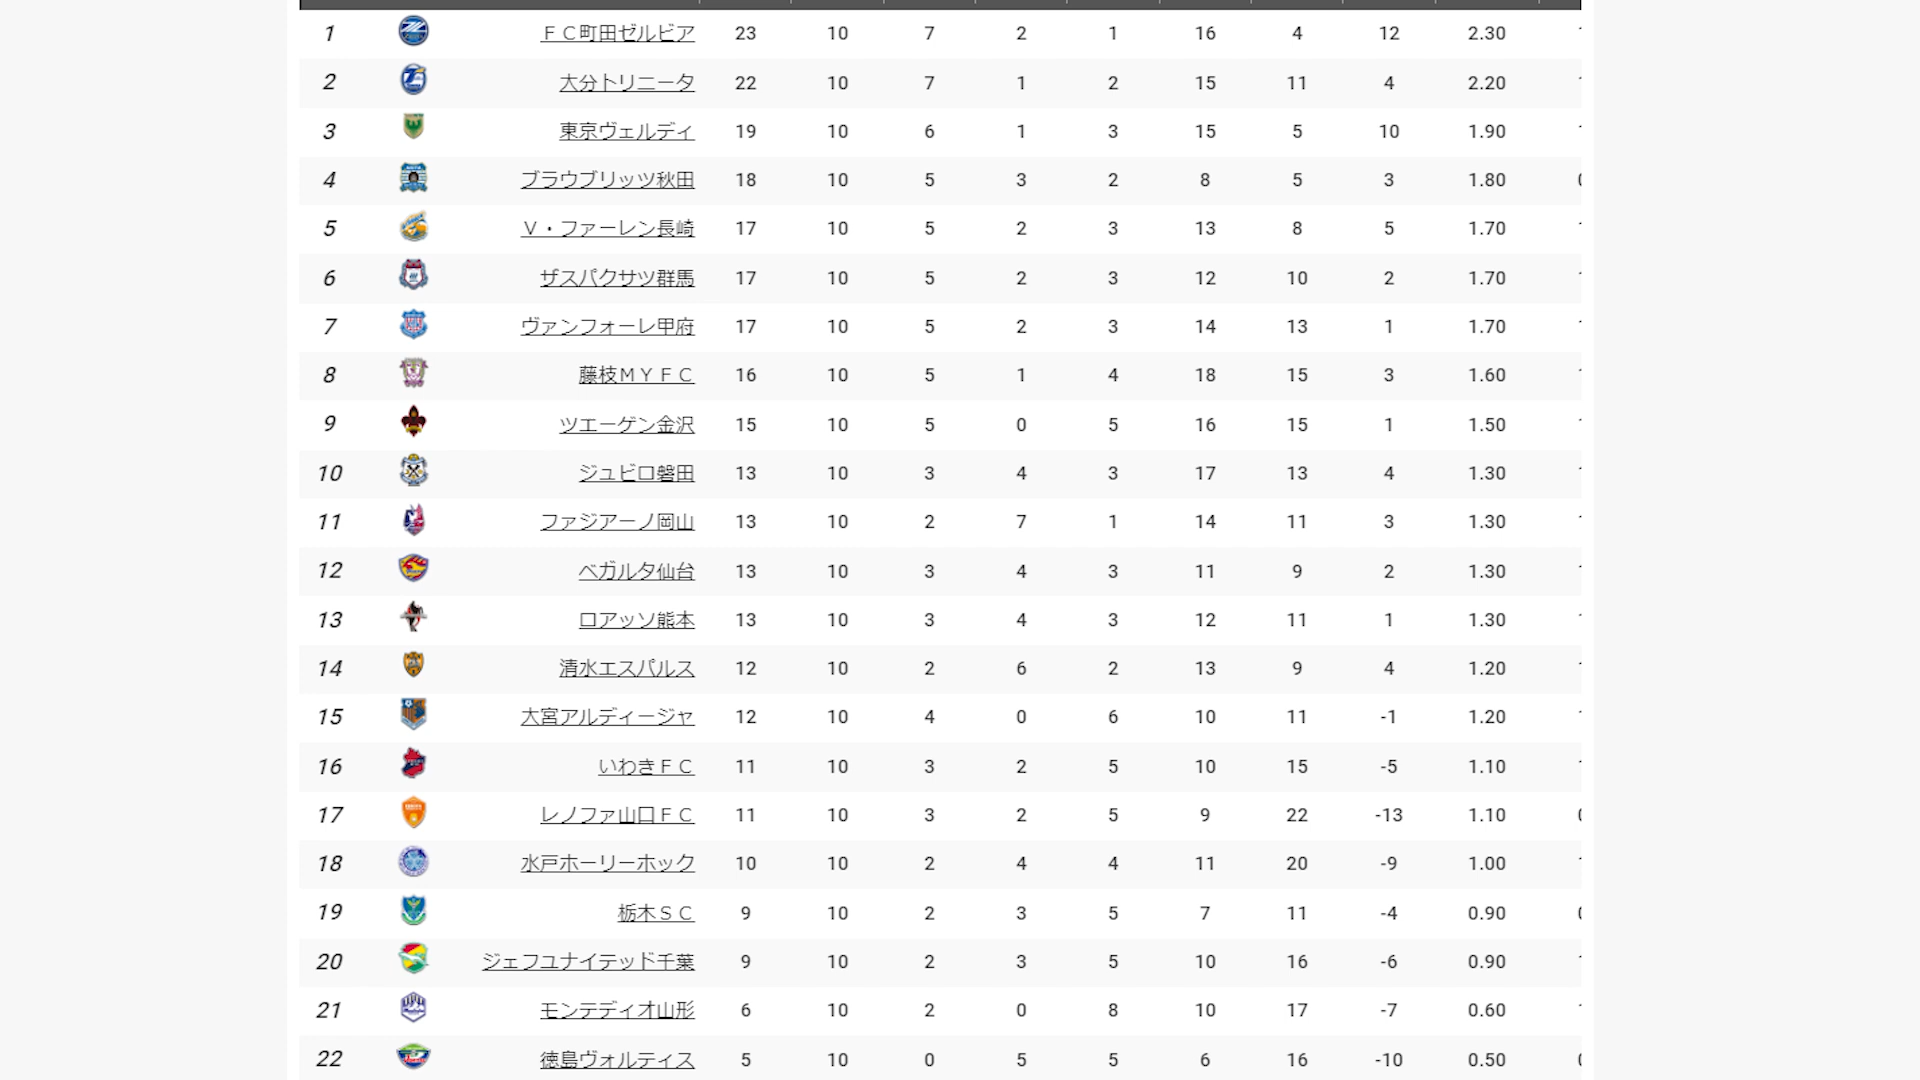 1 ＦＣ町田ゼルビア 23 10 7 2 1 16 4 12 2.30
2 大分トリニータ 22 10 7 1 2 15 11 4 2.20
3 東京ヴェルディ 19 10 6 1 3 15 5 10 1.90
4 ブラウブリッツ秋田 18 10 5 3 2 8 5 3 1.80
5 Ｖ・ファーレン長崎 17 10 5 2 3 13 8 5 1.70
6 ザスパクサツ群馬 17 10 5 2 3 12 10 2 1.70
7 ヴァンフォーレ甲府 17 10 5 2 3 14 13 1 1.70
8 藤枝ＭＹＦＣ 16 10 5 1 4 18 15 3 1.60
9 ツエーゲン金沢 15 10 5 0 5 16 15 1 1.50
10 ジュビロ磐田 13 10 3 4 3 17 13 4 1.30
11 ファジアーノ岡山 13 10 2 7 1 14 11 3 1.30
12 ベガルタ仙台 13 10 3 4 3 11 9 2 1.30
13 ロアッソ熊本 13 10 3 4 3 12 11 1 1.30
14 清水エスパルス 12 10 2 6 2 13 9 4 1.20
15 大宮アルディージャ 12 10 4 0 6 10 11 -1 1.20
16 いわきＦＣ 11 10 3 2 5 10 15 -5 1.10
17 レノファ山口ＦＣ 11 10 3 2 5 9 22 -13 1.10
18 水戸ホーリーホック 10 10 2 4 4 11 20 -9 1.00
19 栃木ＳＣ 9 10 2 3 5 7 11 -4 0.90
20 ジェフユナイテッド千葉 9 10 2 3 5 10 16 -6 0.90
21 モンテディオ山形 6 10 2 0 8 10 17 -7 0.60
22 徳島ヴォルティス 5 10 0 5 5 6 16 -10 0.50